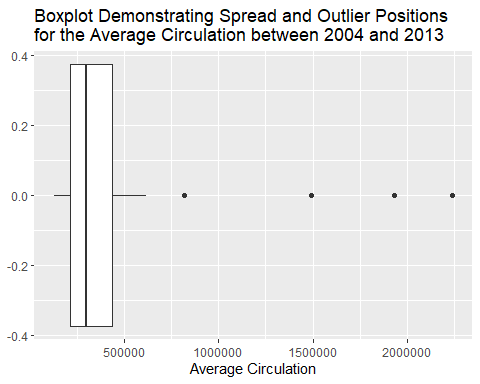 Boxplot Demonstrating Spread and Outlier Positions
for the Average Circulation between 2004 and 2013
0.4
0.2
0.0
-0.2
-0.4
500000 1000000 1500000 2000000
Average Circulation